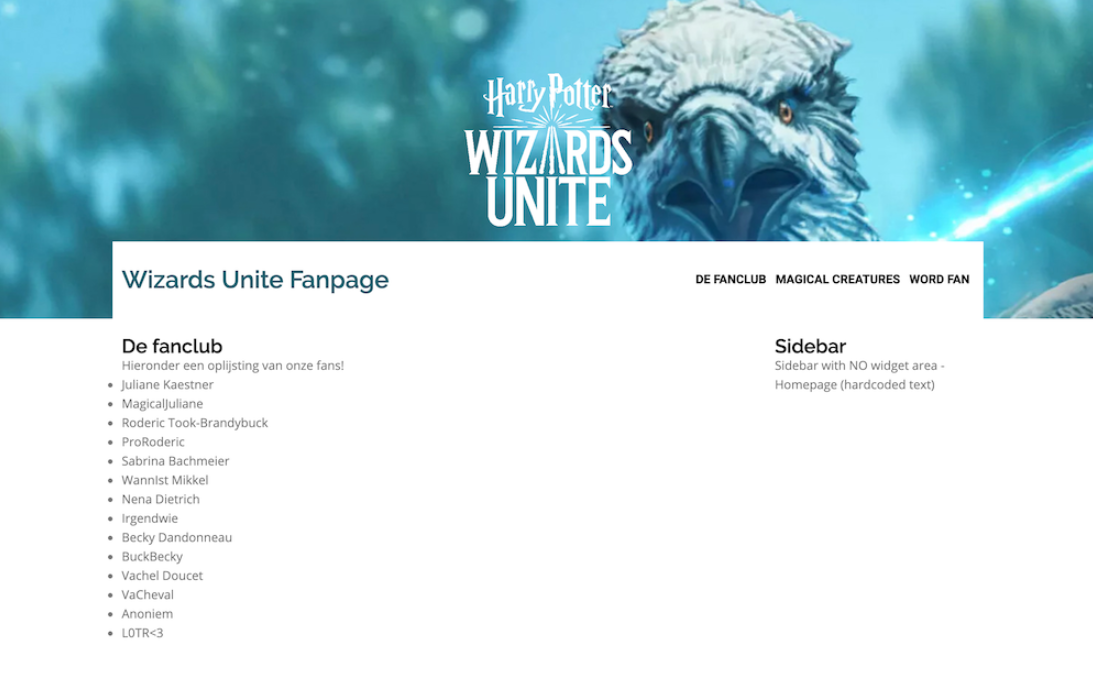 Harry Potter
WIZARDS
UNITE
Wizards Unite Fanpage
DE FANCLUB MAGICAL CREATURES WORD FAN
De fanclub
Hieronder een oplijsting van onze fans!
Juliane Kaestner
MagicalJuliane
Roderic Took-Brandybuck
ProRoderic
Sabrina Bachmeier
WannIst Mikkel
Nena Dietrich
Irgendwie
Becky Dandonneau
BuckBecky
Vachel Doucet
VaCheval
Anoniem
L0TR<3
Sidebar
Sidebar with NO widget area -
Homepage (hardcoded text)